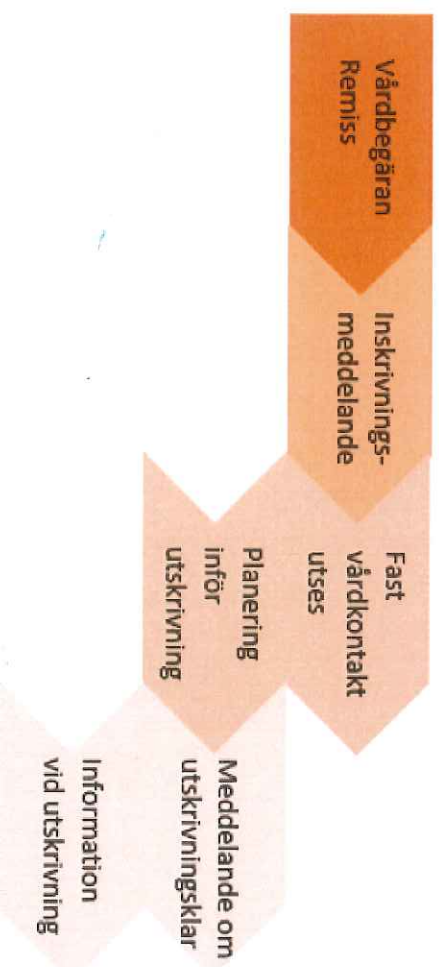 Vårdbegäran
Remiss
Inskrivnings-
meddelande
Fast
vårdkontakt
utses
Planering
inför
utskrivning
Meddelande om
utskrivningsklar
Information
vid utskrivning